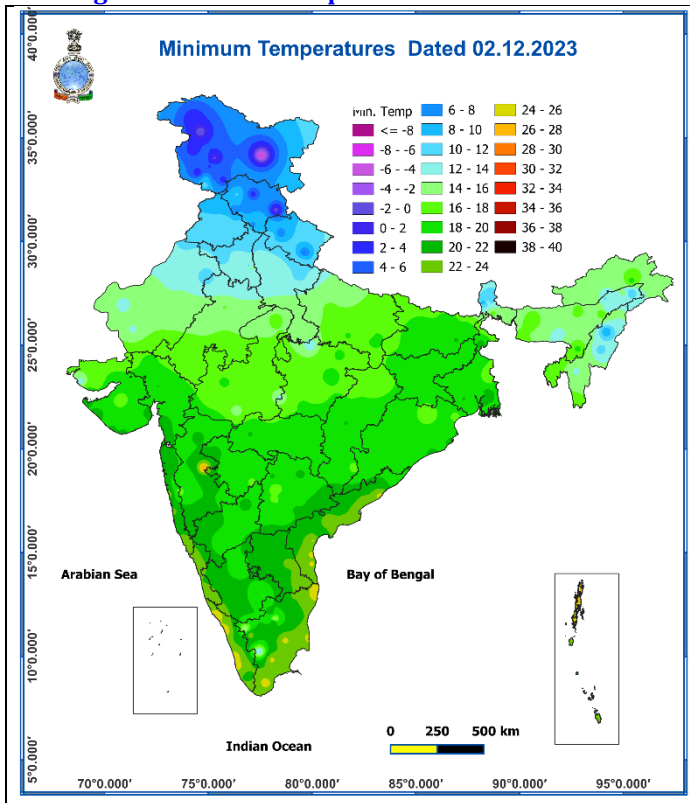 Minimum Temperatures Dated 02.12.2023
Min. Temp
<= -8
-8 - -6
-6 - -4
-4 - -2
-2 - 0
0 - 2
2 - 4
4 - 6
6 - 8
8 - 10
10 - 12
12 - 14
14 - 16
16 - 18
18 - 20
20 - 22
22 - 24
24 - 26
26 - 28
28 - 30
30 - 32
32 - 34
34 - 36
36 - 38
38 - 40
40°0.000'
35°0.000'
30°0.000'
25°0.000'
20°0.000'
15°0.000'
10°0.000'
5°0.000'
Arabian Sea
Bay of Bengal
Indian Ocean
0 250 500 km
70°0.000' 75°0.000' 80°0.000' 85°0.000' 90°0.000' 95°0.000'